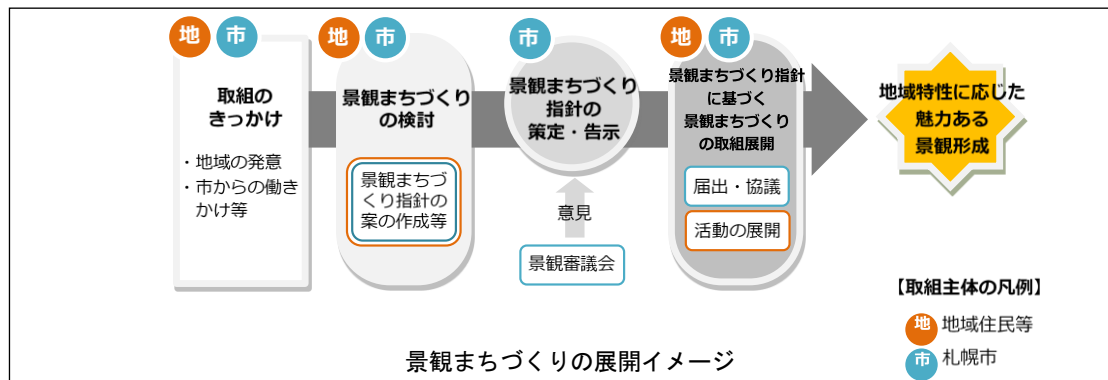 地 市
取組の
きっかけ
・地域の発意
・市からの働き
かけ等
地 市
景観まちづくり
の検討
景観まちづ
くり指針の
案の作成等
市
景観まちづくり
指針の
策定・告示
意見
景観審議会
地 市
景観まちづくり指針
に基づく
景観まちづくり
の取組展開
届出・協議
活動の展開
地域特性に応じた
魅力ある
景観形成
【取組主体の凡例】
地 地域住民等
市 札幌市
景観まちづくりの展開イメージ